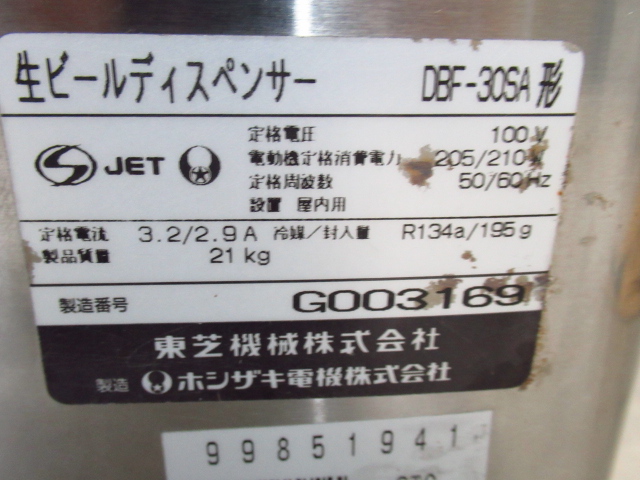 生ビールディスペンサー DBF-30SA形
JET
定格電圧 100V
電動機定格消費電力 205/210W
定格周波数 50/60Hz
設置 屋内用
定格電流 3.2/2.9A 冷媒/封入量 R134a/195g
製品質量 21kg
製造番号 G003169
東芝機械株式会社
製造 ホシザキ電機株式会社
99851941